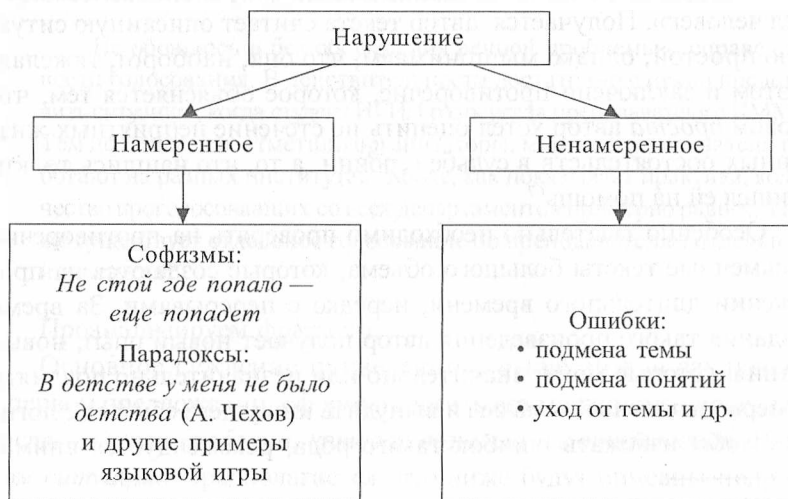 Нарушение
Намеренное
Ненамеренное
Софизмы:
Не стой где попало —
еще попадет
Парадоксы:
В детстве у меня не было
детства (А. Чехов)
и другие примеры
языковой игры
Ошибки:
• подмена темы
• подмена понятий
уход от темы и др.